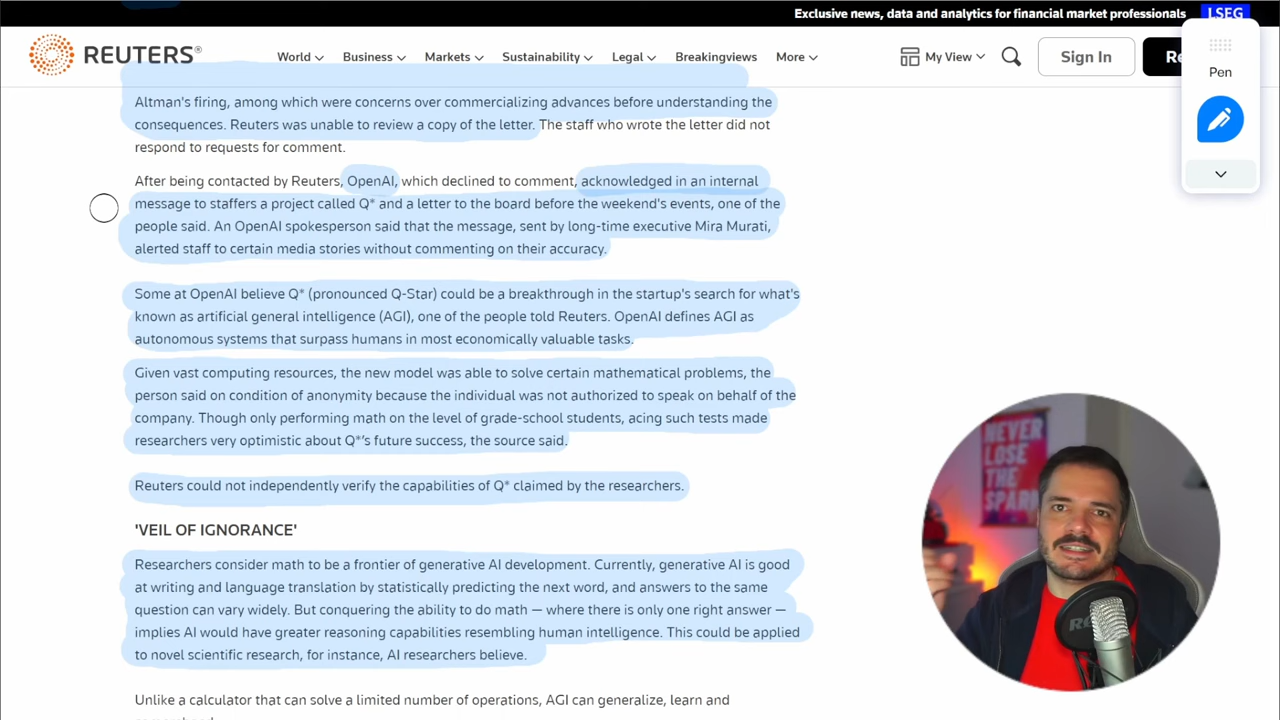 Exclusive news, data and analytics for financial market professionals LSEG
REUTERS®
World Business Markets Sustainability Legal Breakingviews More My View Sign In Re
Pen
Altman's firing, among which were concerns over commercializing advances before understanding the
consequences. Reuters was unable to review a copy of the letter. The staff who wrote the letter did not
respond to requests for comment.
After being contacted by Reuters, OpenAI, which declined to comment, acknowledged in an internal
message to staffers a project called Q* and a letter to the board before the weekend's events, one of the
people said. An OpenAI spokesperson said that the message, sent by long-time executive Mira Murati,
alerted staff to certain media stories without commenting on their accuracy.
Some at OpenAI believe Q* (pronounced Q-Star) could be a breakthrough in the startup's search for what's
known as artificial general intelligence (AGI), one of the people told Reuters. OpenAI defines AGI as
autonomous systems that surpass humans in most economically valuable tasks.
Given vast computing resources, the new model was able to solve certain mathematical problems, the
person said on condition of anonymity because the individual was not authorized to speak on behalf of the
company. Though only performing math on the level of grade-school students, acing such tests made
researchers very optimistic about Q*'s future success, the source said.
Reuters could not independently verify the capabilities of Q* claimed by the researchers.
'VEIL OF IGNORANCE'
Researchers consider math to be a frontier of generative AI development. Currently, generative AI is good
at writing and language translation by statistically predicting the next word, and answers to the same
question can vary widely. But conquering the ability to do math — where there is only one right answer —
implies AI would have greater reasoning capabilities resembling human intelligence. This could be applied
to novel scientific research, for instance, AI researchers believe.
Unlike a calculator that can solve a limited number of operations, AGI can generalize, learn and
NEVER
LOSE
THE
SPARK